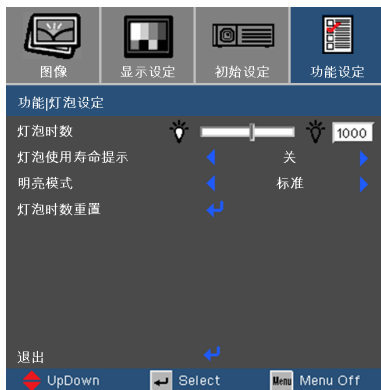 图像 显示设定 初始设定 功能设定
功能|灯泡设定
灯泡时数 1000
灯泡使用寿命提示 关
明亮模式 标准
灯泡时数重置
退出
UpDown Select Menu Menu Off